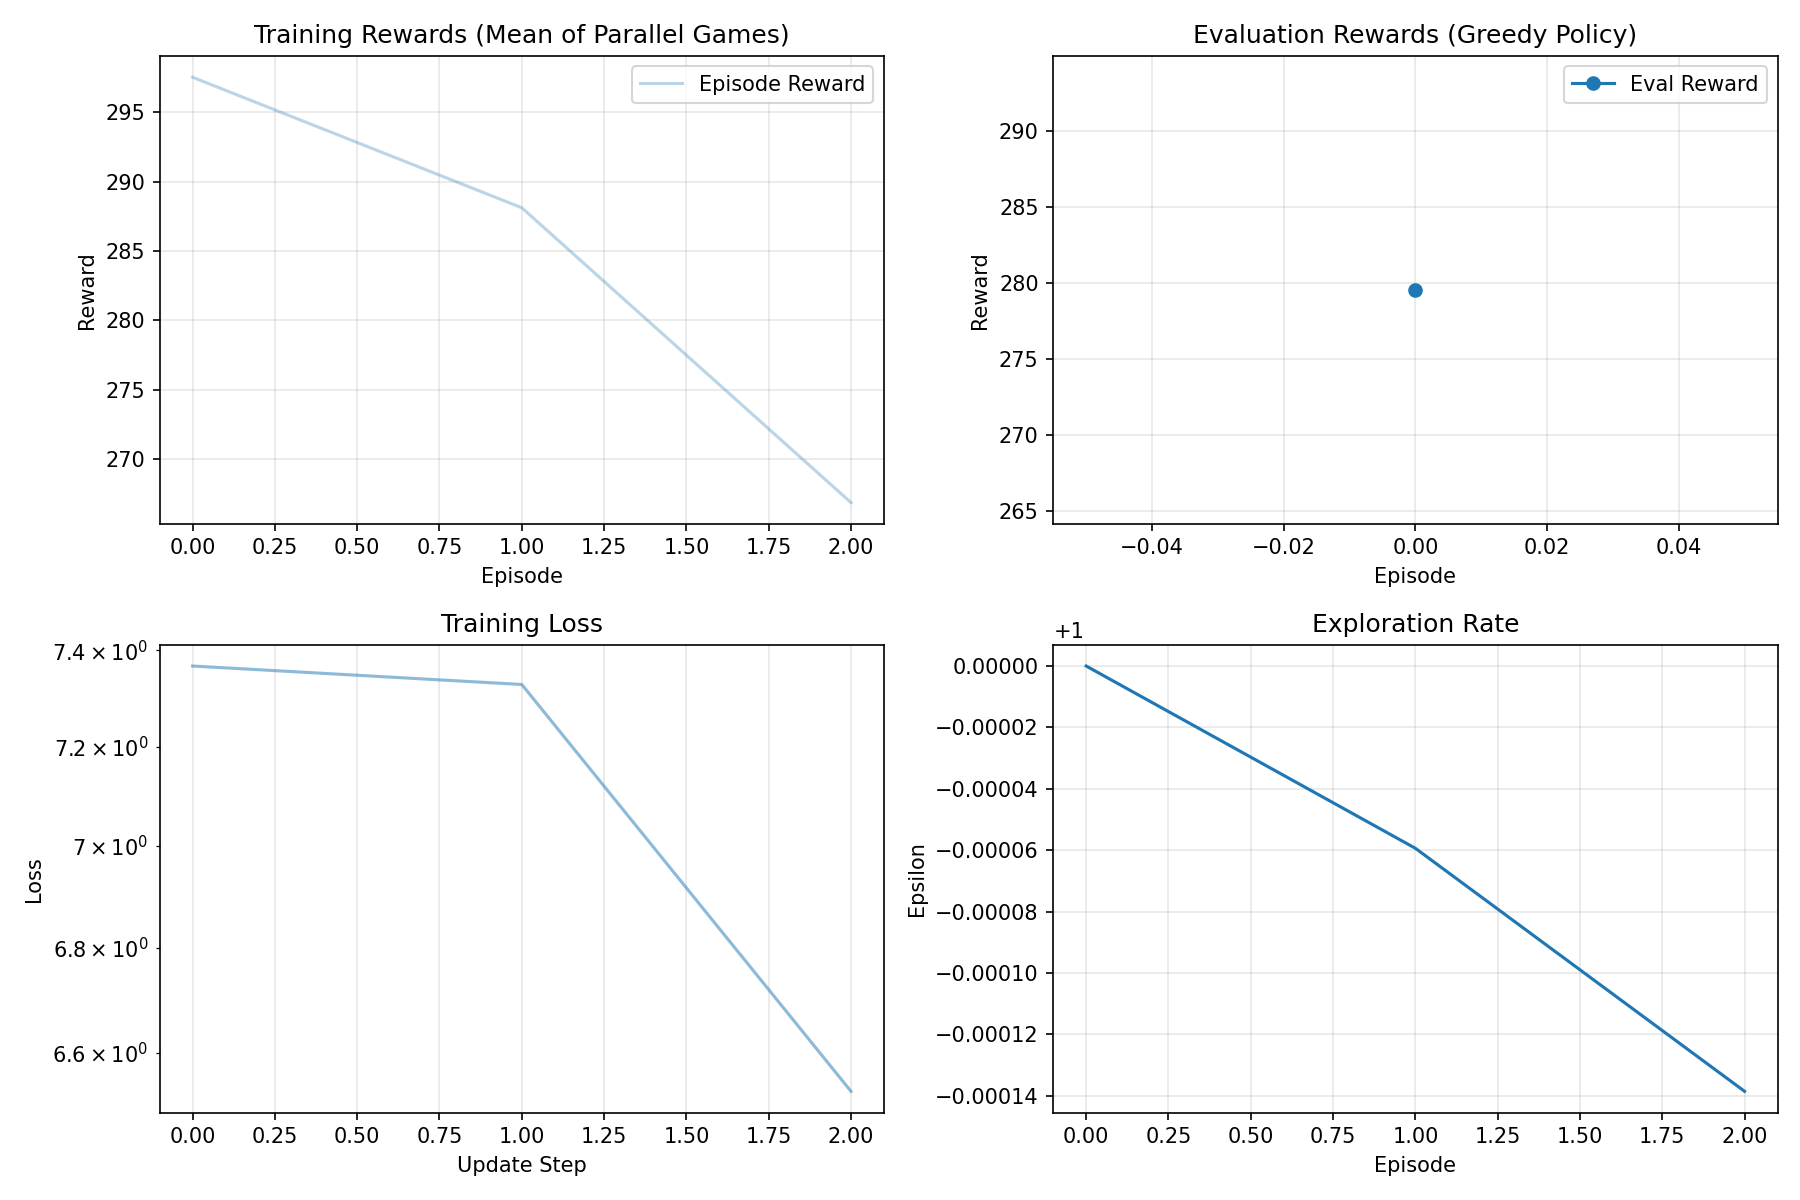 Training Rewards (Mean of Parallel Games)
Episode Reward
Reward
295
290
285
280
275
270
0.00 0.25 0.50 0.75 1.00 1.25 1.50 1.75 2.00
Episode
Evaluation Rewards (Greedy Policy)
Eval Reward
Reward
290
285
280
275
270
265
−0.04 −0.02 0.00 0.02 0.04
Episode
Training Loss
Loss
7.4 × 10⁰
7.2 × 10⁰
7 × 10⁰
6.8 × 10⁰
6.6 × 10⁰
0.00 0.25 0.50 0.75 1.00 1.25 1.50 1.75 2.00
Update Step
Exploration Rate
+1
Epsilon
0.00000
−0.00002
−0.00004
−0.00006
−0.00008
−0.00010
−0.00012
−0.00014
0.00 0.25 0.50 0.75 1.00 1.25 1.50 1.75 2.00
Episode